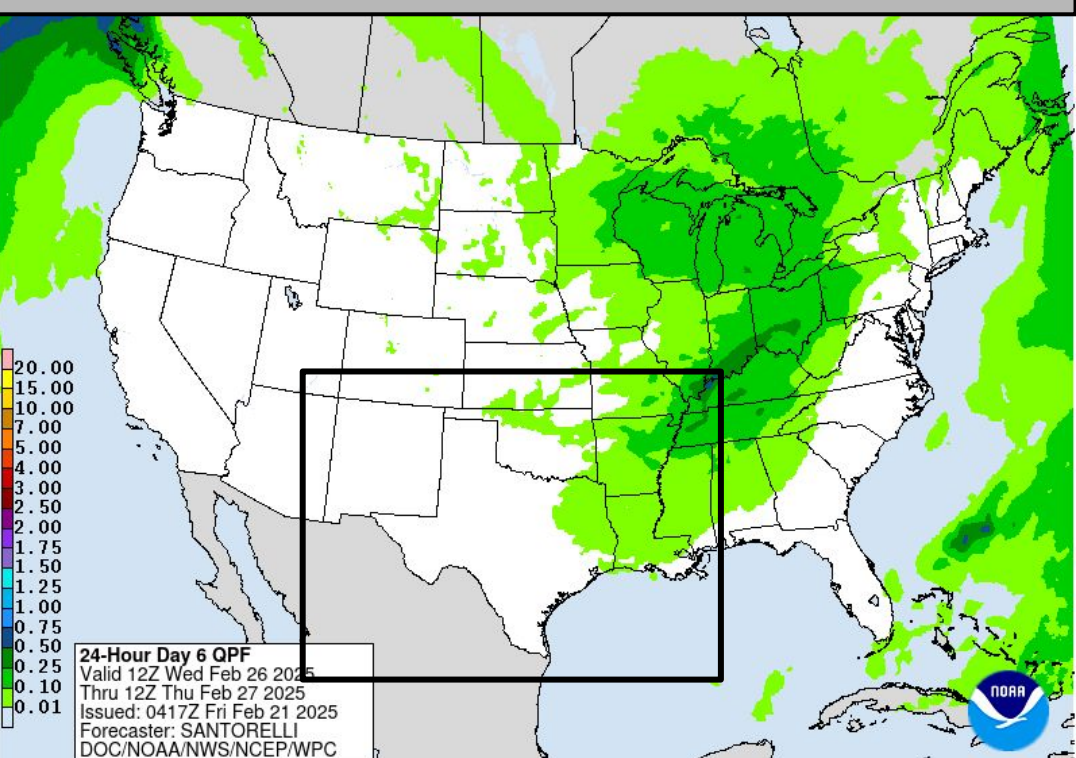 20.00
15.00
10.00
7.00
5.00
4.00
3.00
2.50
2.00
1.75
1.50
1.25
1.00
0.75
0.50
0.25
0.10
0.01
24-Hour Day 6 QPF
Valid 12Z Wed Feb 26 2025
Thru 12Z Thu Feb 27 2025
Issued: 0417Z Fri Feb 21 2025
Forecaster: SANTORELLI
DOC/NOAA/NWS/NCEP/WPC
NOAA